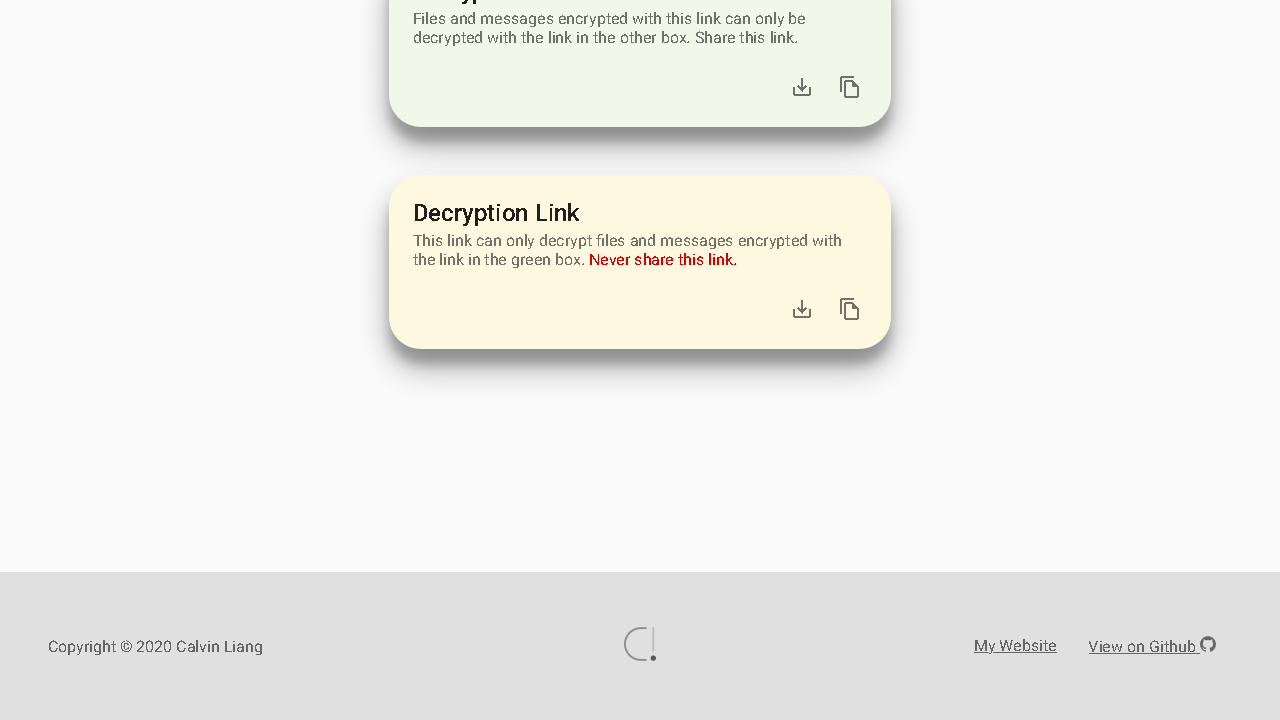 Files and messages encrypted with this link can only be
decrypted with the link in the other box. Share this link.
Decryption Link
This link can only decrypt files and messages encrypted with
the link in the green box. Never share this link.
Copyright © 2020 Calvin Liang
My Website
View on Github